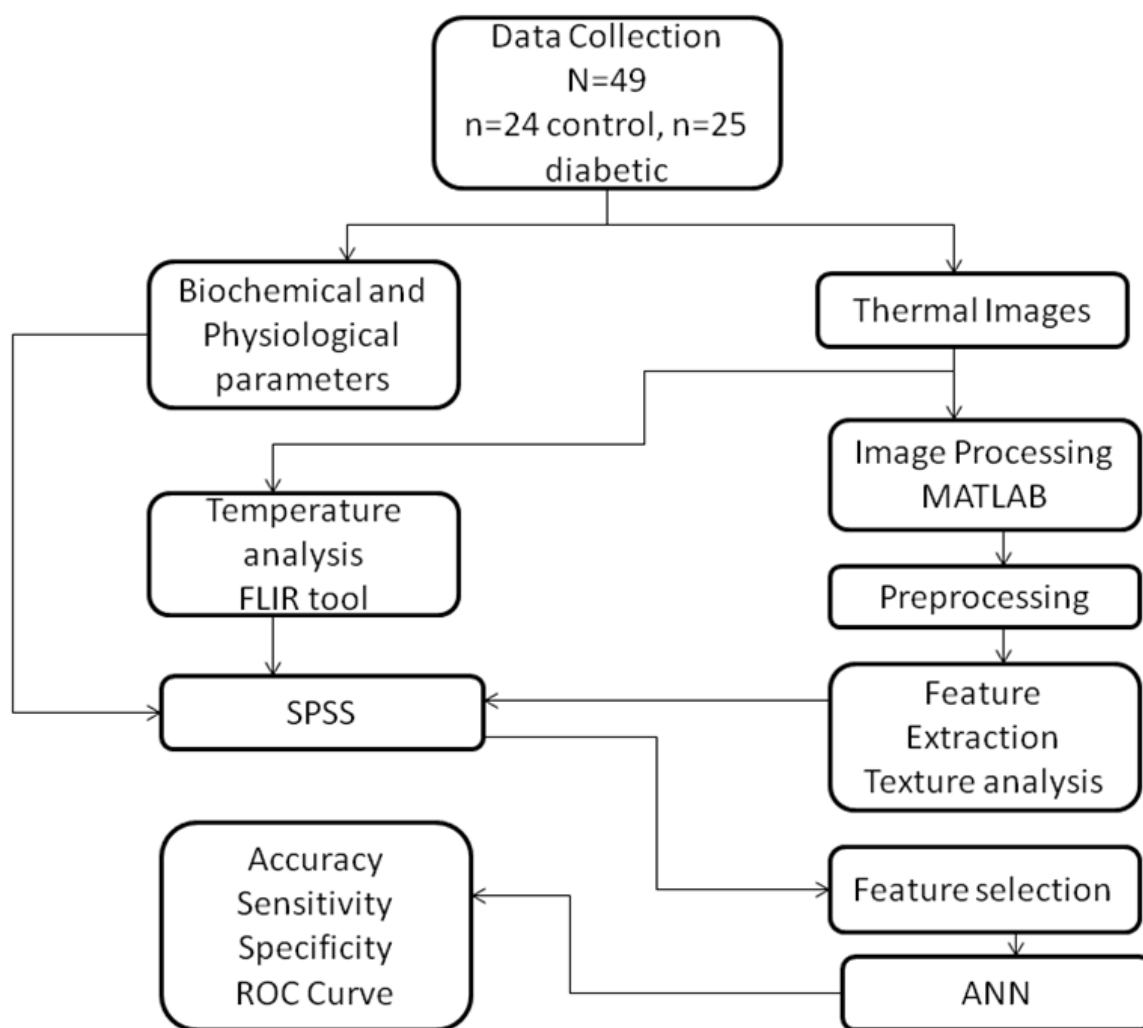 Data Collection
N=49
n=24 control, n=25
diabetic
Biochemical and
Physiological
parameters
Thermal Images
Image Processing
MATLAB
Temperature
analysis
FLIR tool
Preprocessing
SPSS
Feature
Extraction
Texture analysis
Accuracy
Sensitivity
Specificity
ROC Curve
Feature selection
ANN